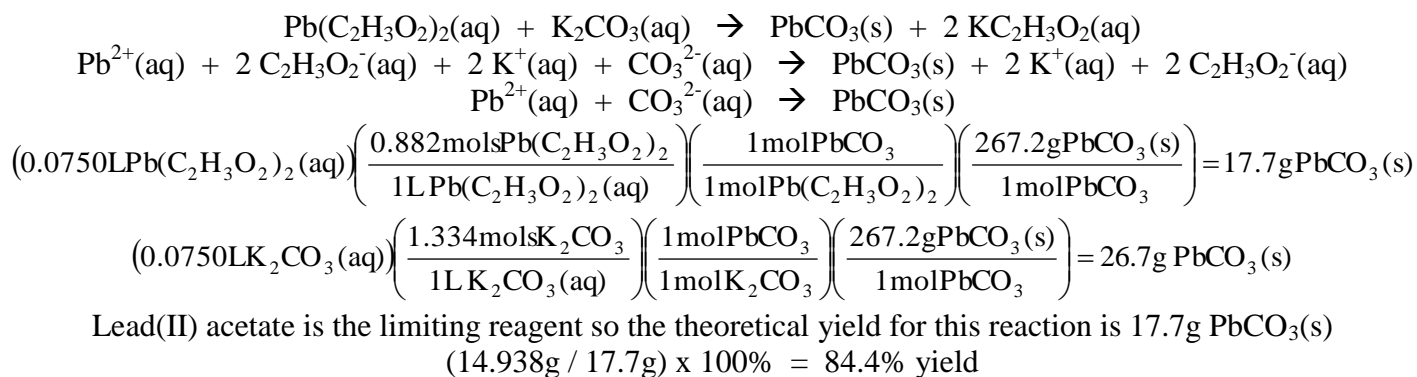 Pb(C₂H₃O₂)₂(aq) + K₂CO₃(aq) → PbCO₃(s) + 2 KC₂H₃O₂(aq)
Pb²⁺(aq) + 2 C₂H₃O₂⁻(aq) + 2 K⁺(aq) + CO₃²⁻(aq) → PbCO₃(s) + 2 K⁺(aq) + 2 C₂H₃O₂⁻(aq)
Pb²⁺(aq) + CO₃²⁻(aq) → PbCO₃(s)
(0.0750LPb(C₂H₃O₂)₂(aq))(0.882molsPb(C₂H₃O₂)₂ / 1L Pb(C₂H₃O₂)₂(aq))(1molPbCO₃ / 1molPb(C₂H₃O₂)₂)(267.2gPbCO₃(s) / 1molPbCO₃) = 17.7gPbCO₃(s)
(0.0750LK₂CO₃(aq))(1.334molsK₂CO₃ / 1L K₂CO₃(aq))(1molPbCO₃ / 1molK₂CO₃)(267.2gPbCO₃(s) / 1molPbCO₃) = 26.7g PbCO₃(s)
Lead(II) acetate is the limiting reagent so the theoretical yield for this reaction is 17.7g PbCO₃(s)
(14.938g / 17.7g) x 100% = 84.4% yield